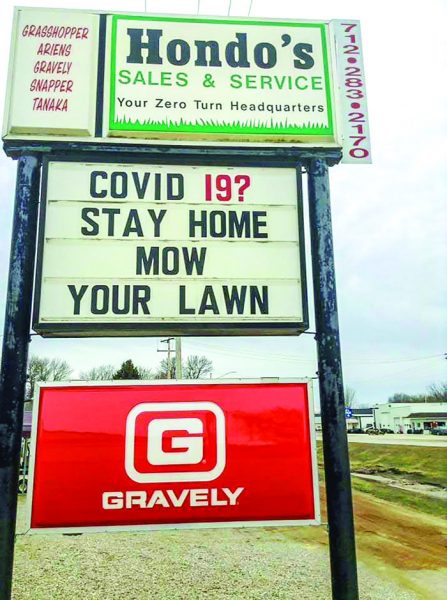 GRASSHOPPER
ARIENS
GRAVELY
SNAPPER
TANAKA
Hondo's
SALES & SERVICE
Your Zero Turn Headquarters
712•283•2170
COVID 19?
STAY HOME
MOW
YOUR LAWN
G
GRAVELY